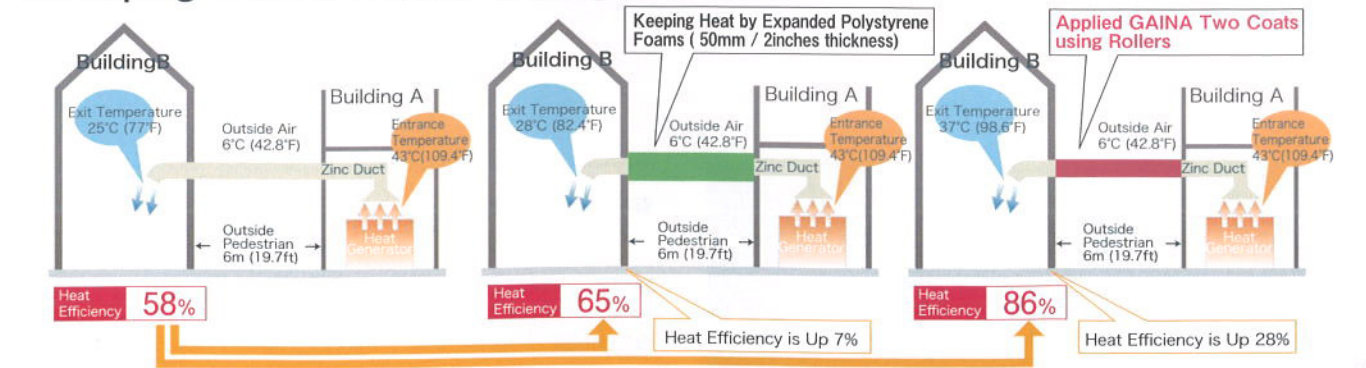 BuildingB
Exit Temperature
25°C (77°F)
Outside Air
6°C (42.8°F)
Building A
Entrance
Temperature
43°C(109.4°F)
Zinc Duct
Outside
Pedestrian
6m (19.7ft)
Heat
Generator
Heat
Efficiency
58%
Keeping Heat by Expanded Polystyrene
Foams ( 50mm / 2inches thickness)
Building B
Exit Temperature
28°C (82.4°F)
Outside Air
6°C (42.8°F)
Building A
Entrance
Temperature
43°C(109.4°F)
Zinc Duct
Outside
Pedestrian
6m (19.7ft)
Heat
Generator
Heat
Efficiency
65%
Heat Efficiency is Up 7%
Applied GAINA Two Coats
using Rollers
Building B
Exit Temperature
37°C (98.6°F)
Outside Air
6°C (42.8°F)
Building A
Entrance
Temperature
43°C(109.4°F)
Zinc Duct
Outside
Pedestrian
6m (19.7ft)
Heat
Generator
Heat
Efficiency
86%
Heat Efficiency is Up 28%